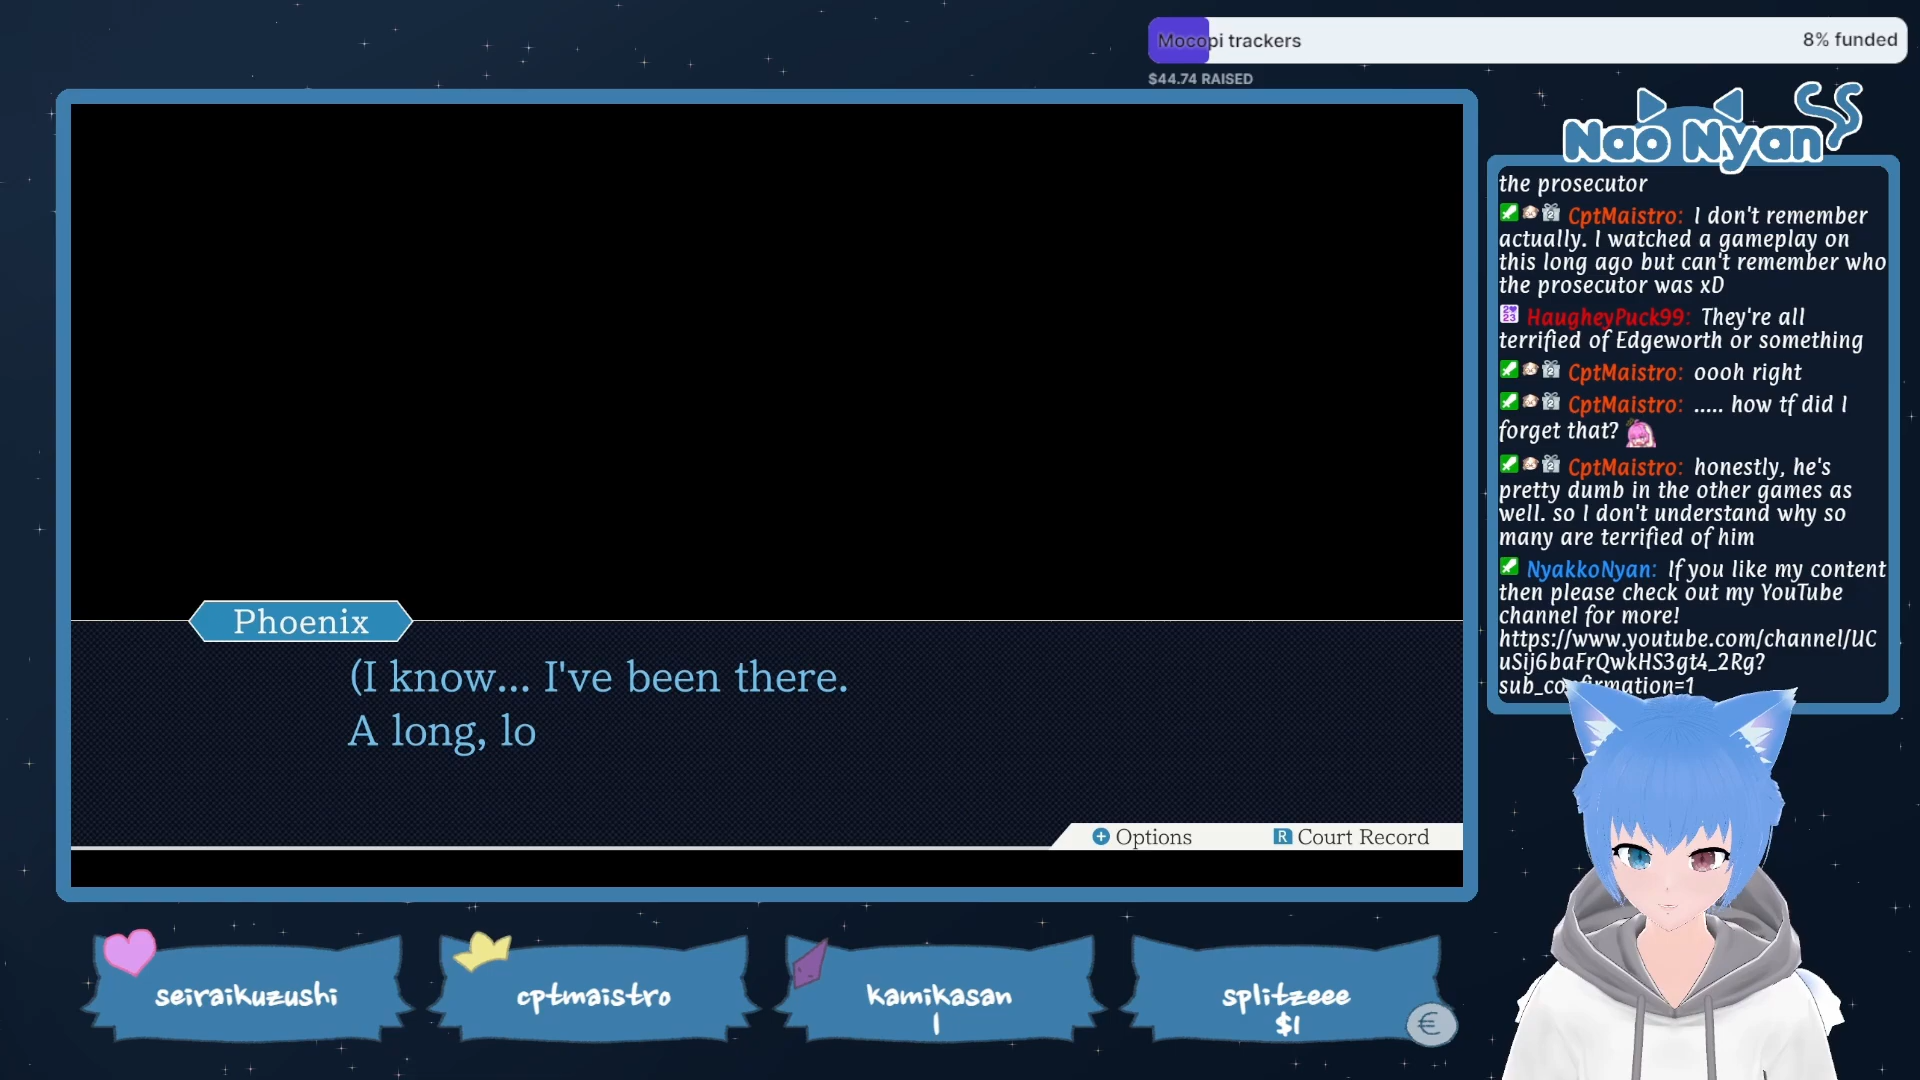 Mocopi trackers
8% funded
$44.74 RAISED
Nao Nyan
the prosecutor
CptMaistro: I don't remember
actually. I watched a gameplay on
this long ago but can't remember who
the prosecutor was xD
HaugheyPuck99: They're all
terrified of Edgeworth or something
CptMaistro: oooh right
CptMaistro: ..... how tf did I
forget that?
CptMaistro: honestly, he's
pretty dumb in the other games as
well. so I don't understand why so
many are terrified of him
NyakkoNyan: If you like my content
then please check out my YouTube
channel for more!
https://www.youtube.com/channel/UC
uSij6baFrQwkHS3gt4_2Rg?
sub_confirmation=1
Phoenix
(I know... I've been there.
A long, lo
Options
R Court Record
seiraikuzushi
cptmaistro
kamikasan
1
splitzeee
$1
€